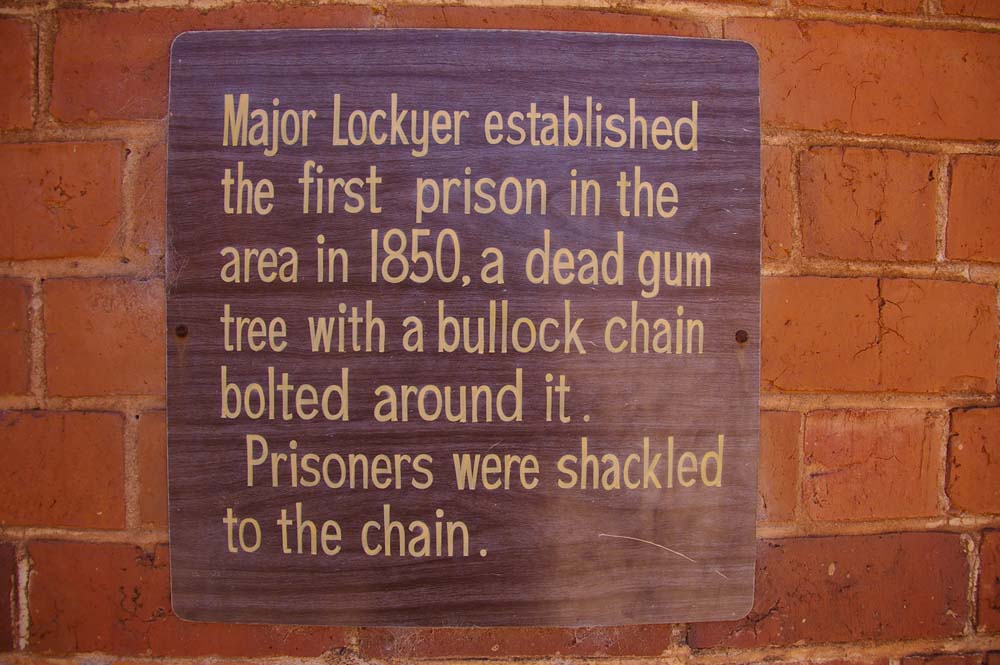 Major Lockyer established
the first prison in the
area in 1850, a dead gum
tree with a bullock chain
bolted around it.
Prisoners were shackled
to the chain.